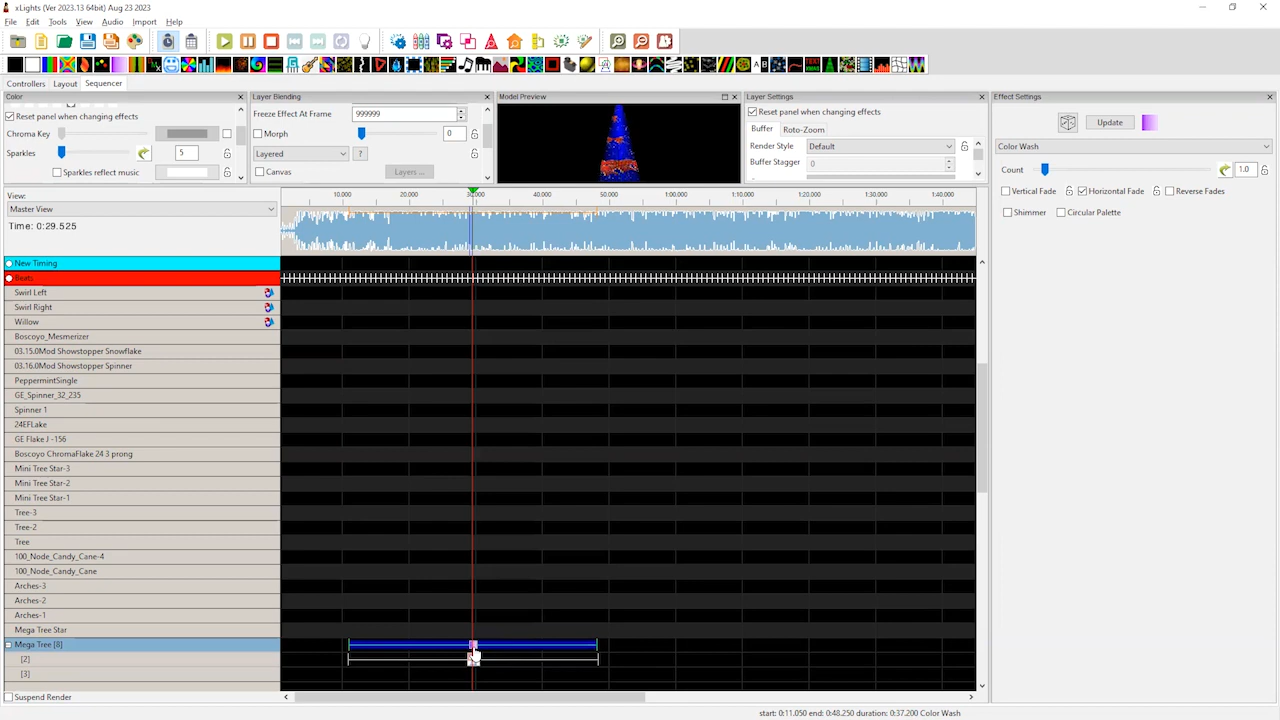 xLights (Ver 2023.13 64bit) Aug 23 2023
File Edit Tools View Audio Import Help
Controllers Layout Sequencer
Color
Layer Blending
Model Preview
Layer Settings
Effect Settings
Reset panel when changing effects
Freeze Effect At Frame 999999
Reset panel when changing effects
Update
Chroma Key
Morph 0
Buffer Roto-Zoom
Sparkles 5
Layered ?
Render Style Default
Color Wash
Sparkles reflect music
Canvas Layers ...
Buffer Stagger 0
Count 1.0
Vertical Fade Horizontal Fade Reverse Fades
Shimmer Circular Palette
View:
Master View
Time: 0:29.525
10.000 20.000 30.000 40.000 50.000 1:00.000 1:10.000 1:20.000 1:30.000 1:40.000
New Timing
Beats
Swirl Left
Swirl Right
Willow
Boscoyo_Mesmerizer
03.15.0Mod Showstopper Snowflake
03.16.0Mod Showstopper Spinner
PeppermintSingle
GE_Spinner_32_235
Spinner 1
24EFLake
GE Flake J -156
Boscoyo ChromaFlake 24 3 prong
Mini Tree Star-3
Mini Tree Star-2
Mini Tree Star-1
Tree-3
Tree-2
Tree
100_Node_Candy_Cane-4
100_Node_Candy_Cane
Arches-3
Arches-2
Arches-1
Mega Tree Star
Mega Tree [8]
[2]
[3]
Suspend Render
start: 0:11.050 end: 0:48.250 duration: 0:37.200 Color Wash